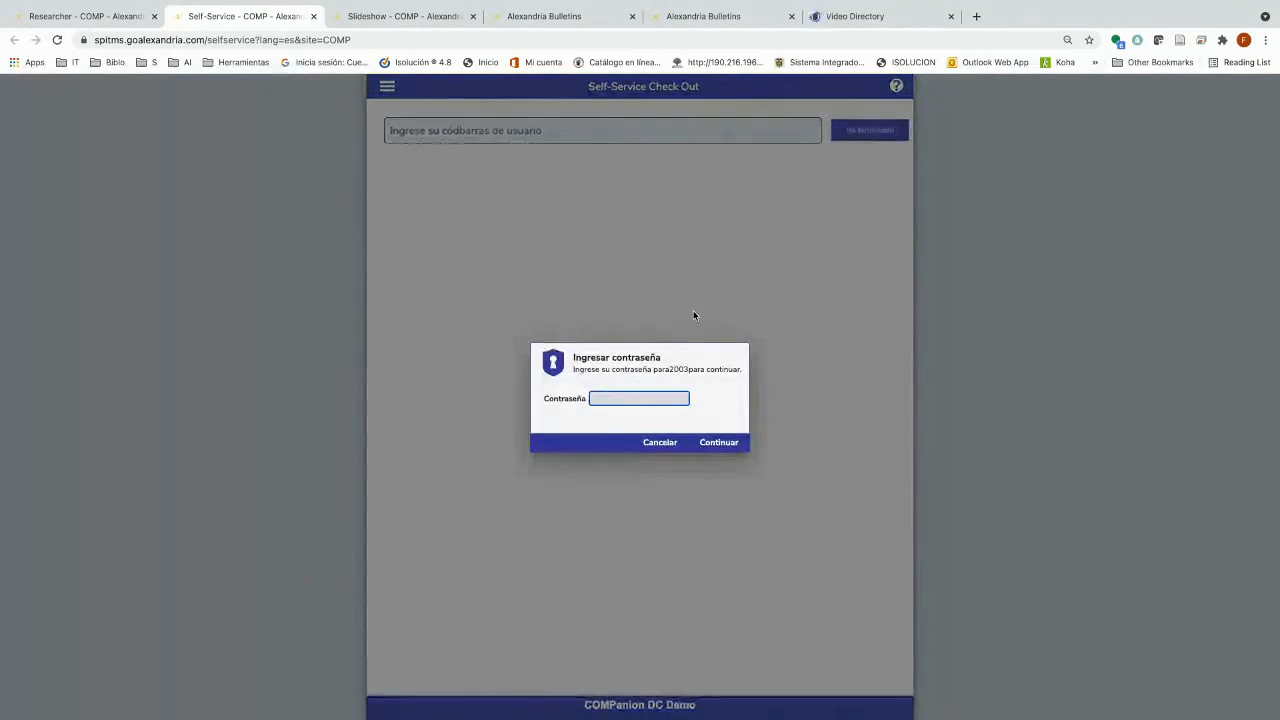 Researcher - COMP - Alexandri
Self-Service - COMP - Alexan
Slideshow - COMP - Alexandri
Alexandria Bulletins
Alexandria Bulletins
Video Directory
spitms.goalexandria.com/selfservice?lang=es&site=COMP
Apps
IT
Biblio
S
AI
Herramientas
Inicia sesión: Cue...
Isolución ® 4.8
Inicio
Mi cuenta
Catálogo en línea...
http://190.216.196...
Sistema Integrado...
ISOLUCION
Outlook Web App
Koha
»
Other Bookmarks
Reading List
Self-Service Check Out
Ingrese su códbarras de usuario
Ingresar contraseña
Ingrese su contraseña para2003para continuar.
Contraseña
Cancelar
Continuar
COMPanion DC Demo